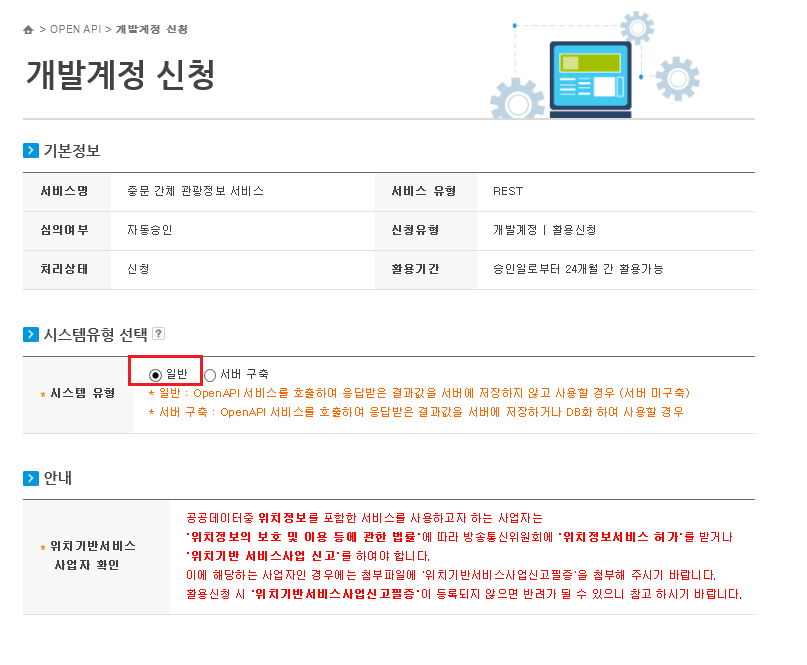 > OPEN API > 개발계정 신청
개발계정 신청
기본정보
서비스명 중문 간체 관광정보 서비스 서비스 유형 REST
심의여부 자동승인 신청유형 개발계정 | 활용신청
처리상태 신청 활용기간 승인일로부터 24개월 간 활용가능
시스템유형 선택 ?
* 시스템 유형 일반 서버 구축
* 일반 : OpenAPI 서비스를 호출하여 응답받은 결과값을 서버에 저장하지 않고 사용할 경우 (서버 미구축)
* 서버 구축 : OpenAPI 서비스를 호출하여 응답받은 결과값을 서버에 저장하거나 DB화 하여 사용할 경우
안내
* 위치기반서비스
사업자 확인
공공데이터중 위치정보를 포함한 서비스를 사용하고자 하는 사업자는
'위치정보의 보호 및 이용 등에 관한 법률'에 따라 방송통신위원회에 '위치정보서비스 허가'를 받거나
'위치기반 서비스사업 신고'를 하여야 합니다.
이에 해당하는 사업자인 경우에는 첨부파일에 '위치기반서비스사업신고필증'을 첨부해 주시기 바랍니다.
활용신청 시 '위치기반서비스사업신고필증'이 등록되지 않으면 반려가 될 수 있으니 참고 하시기 바랍니다.